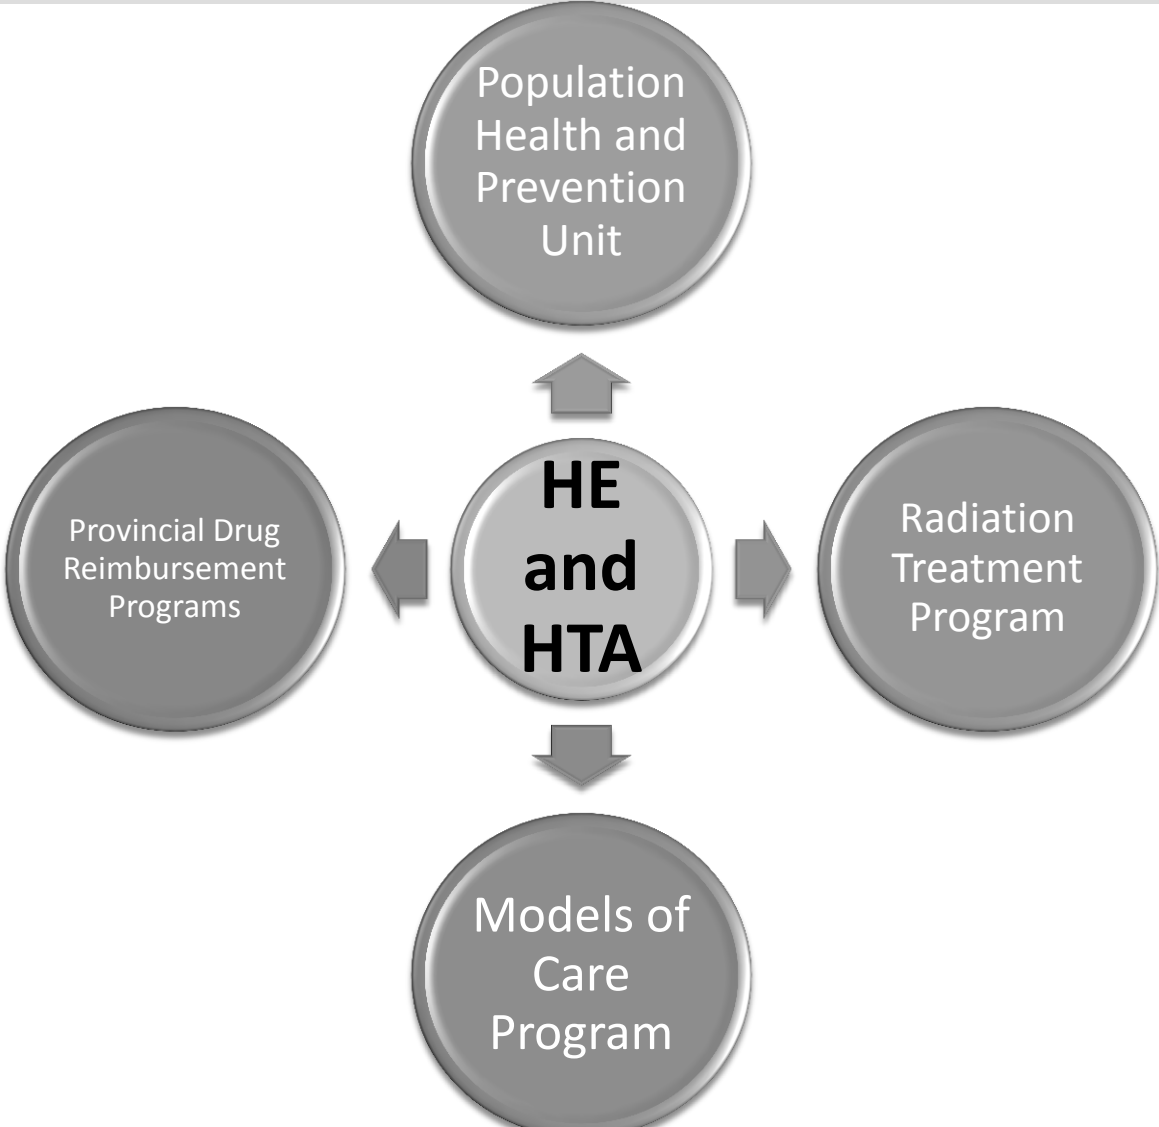 Population
Health and
Prevention
Unit
Provincial Drug
Reimbursement
Programs
HE
and
HTA
Radiation
Treatment
Program
Models of
Care
Program